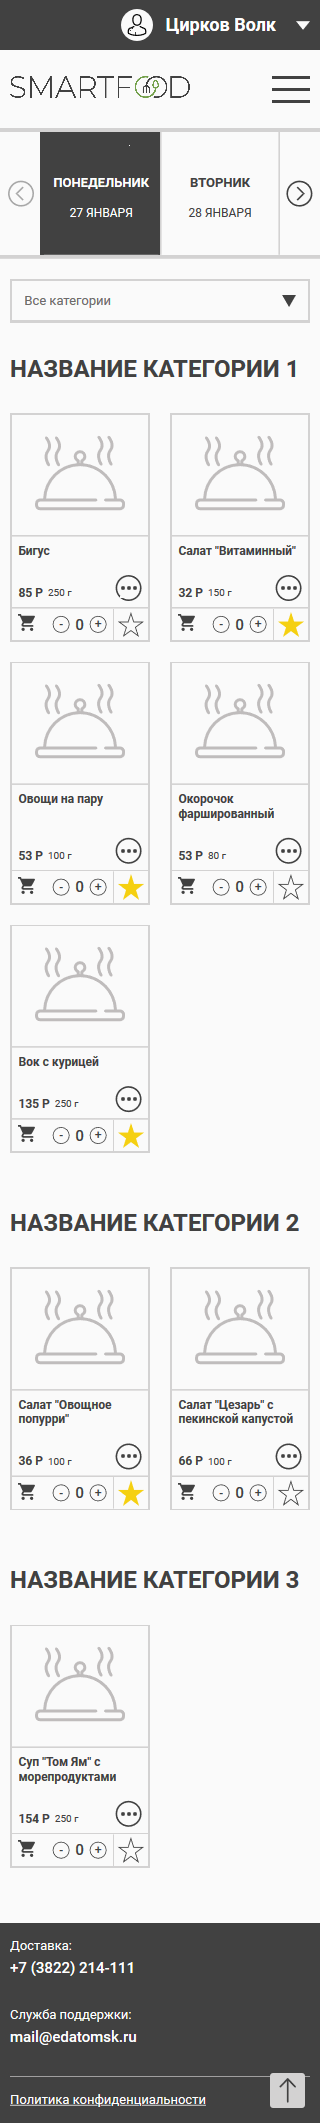 Цирков Волк
SMARTFOOD
ПОНЕДЕЛЬНИК ВТОРНИК
27 ЯНВАРЯ 28 ЯНВАРЯ
Все категории
НАЗВАНИЕ КАТЕГОРИИ 1
Бигус
85 Р 250 г
- 0 +
Салат "Витаминный"
32 Р 150 г
- 0 +
Овощи на пару
53 Р 100 г
- 0 +
Окорочок
фаршированный
53 Р 80 г
- 0 +
Вок с курицей
135 Р 250 г
- 0 +
НАЗВАНИЕ КАТЕГОРИИ 2
Салат "Овощное
попурри"
36 Р 100 г
- 0 +
Салат "Цезарь" с
пекинской капустой
66 Р 100 г
- 0 +
НАЗВАНИЕ КАТЕГОРИИ 3
Суп "Том Ям" с
морепродуктами
154 Р 250 г
- 0 +
Доставка:
+7 (3822) 214-111
Служба поддержки:
mail@edatomsk.ru
Политика конфиденциальности